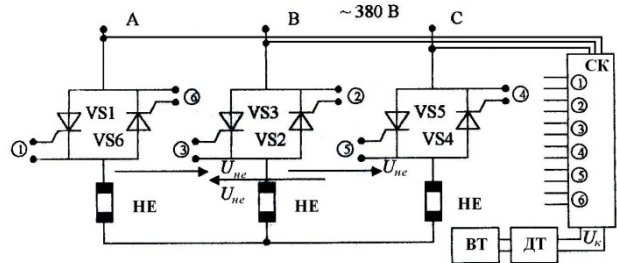 A B ~ 380 В C
СК
VS1 ⑥ VS3 ② VS5 ④
VS6 VS2 VS4
① ③ ⑤
Uне Uне
Uне
НЕ НЕ НЕ
①
②
③
④
⑤
⑥
ВТ ДТ Uк